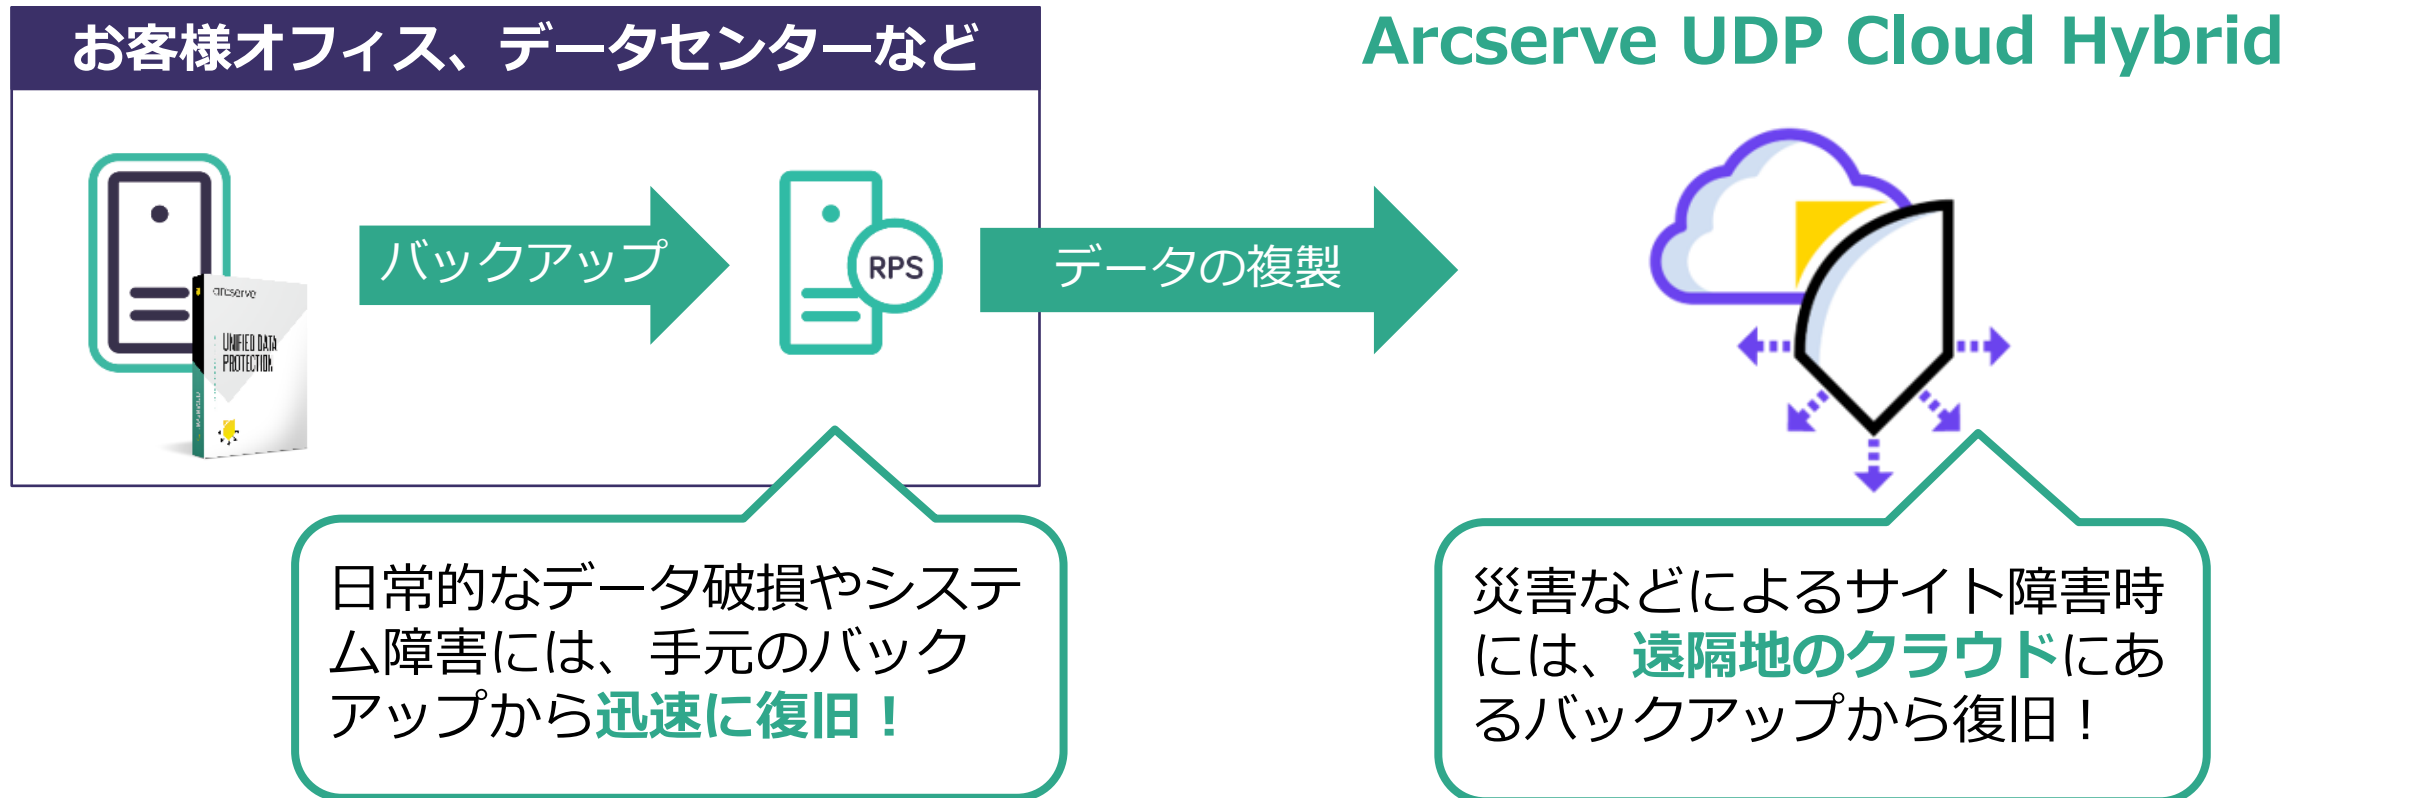 お客様オフィス、データセンターなど
Arcserve UDP Cloud Hybrid
バックアップ
RPS
データの複製
arcserve
UNIFIED DATA
PROTECTION
日常的なデータ破損やシステ
ム障害には、手元のバック
アップから迅速に復旧！
災害などによるサイト障害時
には、遠隔地のクラウドにあ
るバックアップから復旧！